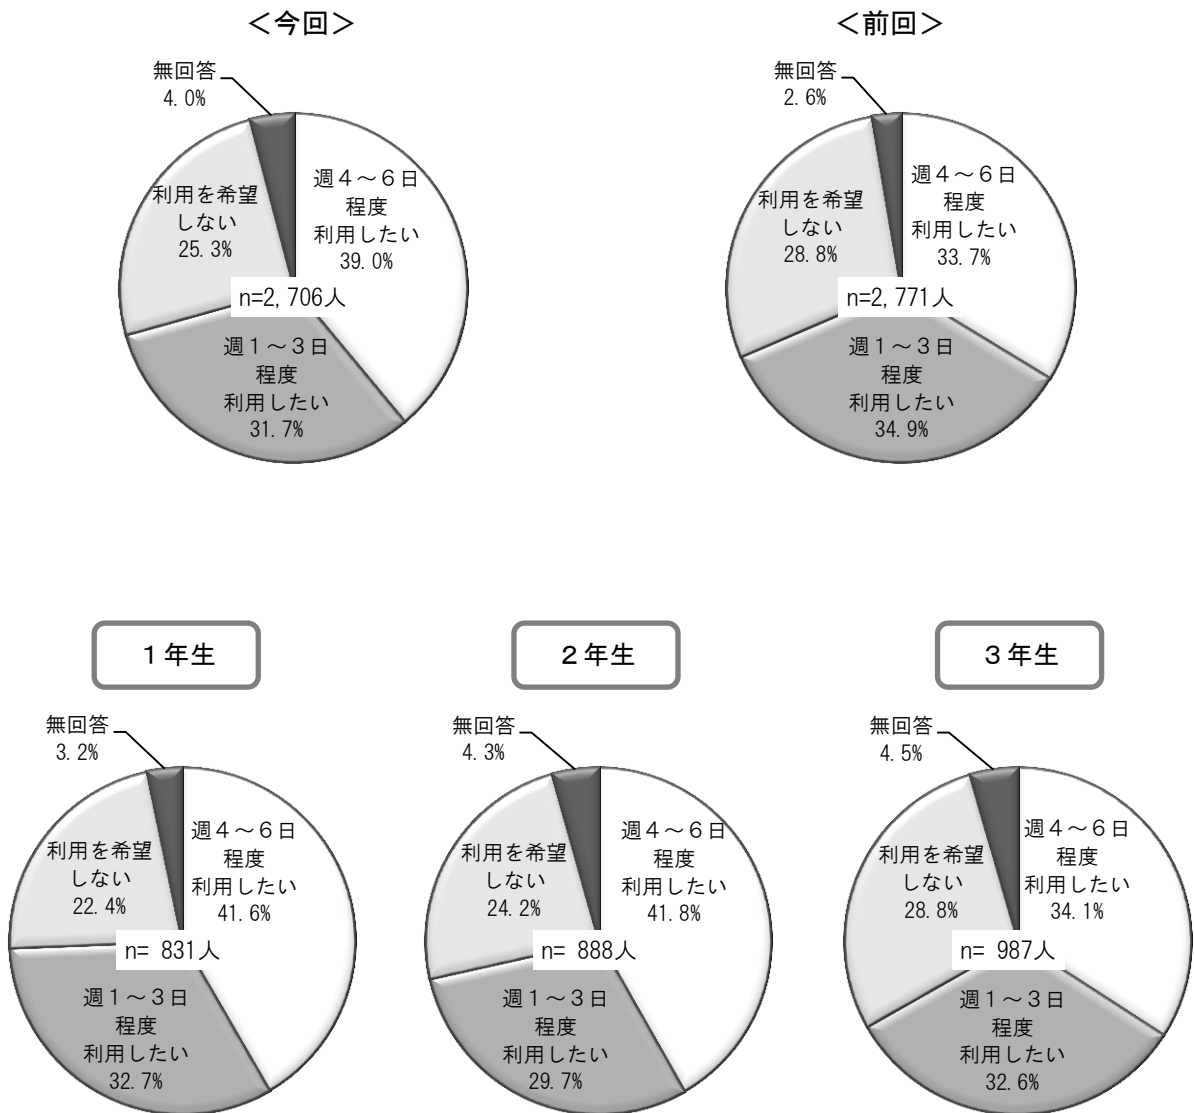 ＜今回＞
無回答
4.0%
週４～６日
程度
利用したい
39.0%
利用を希望
しない
25.3%
n=2,706人
週１～３日
程度
利用したい
31.7%
＜前回＞
無回答
2.6%
週４～６日
程度
利用したい
33.7%
利用を希望
しない
28.8%
n=2,771人
週１～３日
程度
利用したい
34.9%
１年生
無回答
3.2%
週４～６日
程度
利用したい
41.6%
利用を希望
しない
22.4%
n= 831人
週１～３日
程度
利用したい
32.7%
２年生
無回答
4.3%
週４～６日
程度
利用したい
41.8%
利用を希望
しない
24.2%
n= 888人
週１～３日
程度
利用したい
29.7%
３年生
無回答
4.5%
週４～６日
程度
利用したい
34.1%
利用を希望
しない
28.8%
n= 987人
週１～３日
程度
利用したい
32.6%